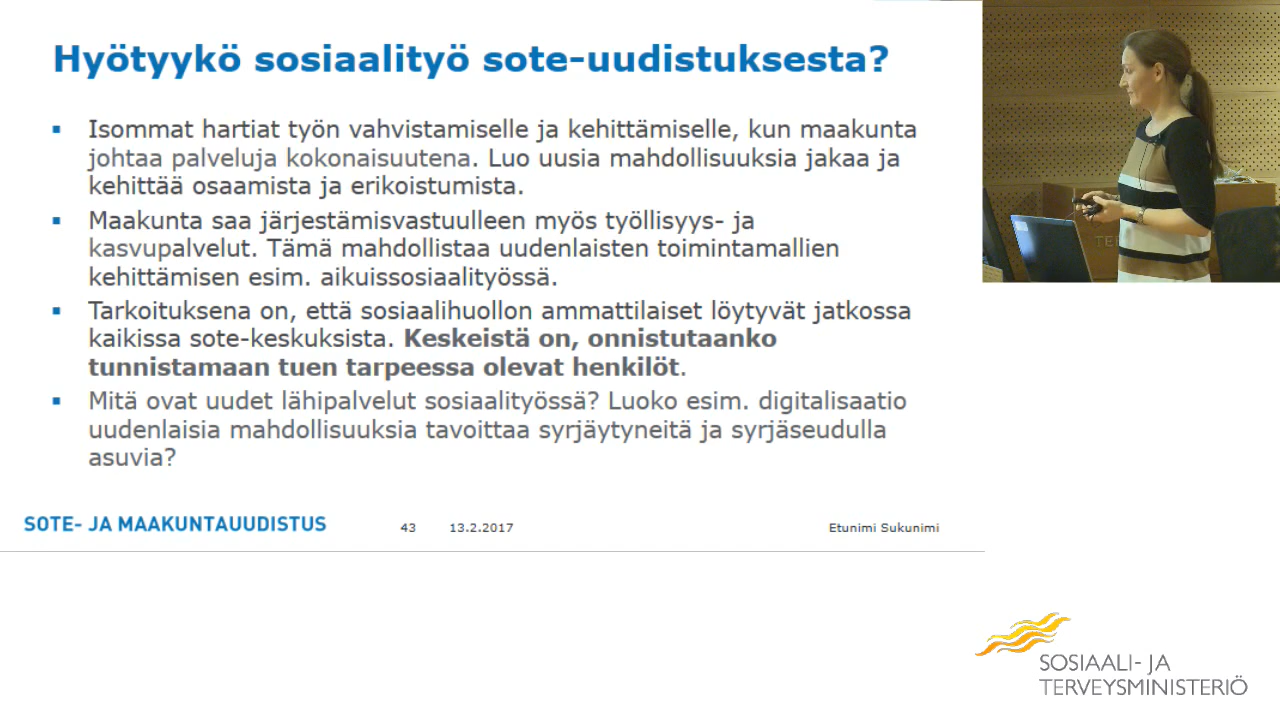 Hyötyykö sosiaalityö sote-uudistuksesta?
▪ Isommat hartiat työn vahvistamiselle ja kehittämiselle, kun maakunta
johtaa palveluja kokonaisuutena. Luo uusia mahdollisuuksia jakaa ja
kehittää osaamista ja erikoistumista.
▪ Maakunta saa järjestämisvastuulleen myös työllisyys- ja
kasvupalvelut. Tämä mahdollistaa uudenlaisten toimintamallien
kehittämisen esim. aikuissosiaalityössä.
▪ Tarkoituksena on, että sosiaalihuollon ammattilaiset löytyvät jatkossa
kaikissa sote-keskuksista. Keskeistä on, onnistutaanko
tunnistamaan tuen tarpeessa olevat henkilöt.
▪ Mitä ovat uudet lähipalvelut sosiaalityössä? Luoko esim. digitalisaatio
uudenlaisia mahdollisuuksia tavoittaa syrjäytyneitä ja syrjäseudulla
asuvia?
SOTE- JA MAAKUNTAUUDISTUS 43 13.2.2017 Etunimi Sukunimi
SOSIAALI- JA
TERVEYSMINISTERIÖ